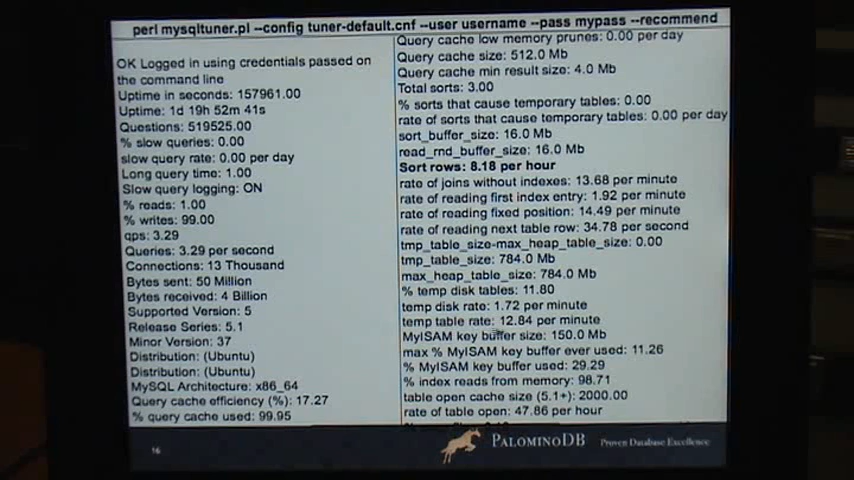 perl mysqltuner.pl --config tuner-default.cnf --user username --pass mypass --recommend
OK Logged in using credentials passed on
the command line
Uptime in seconds: 157961.00
Uptime: 1d 19h 52m 41s
Questions: 519525.00
% slow queries: 0.00
slow query rate: 0.00 per day
Long query time: 1.00
Slow query logging: ON
% reads: 1.00
% writes: 99.00
qps: 3.29
Queries: 3.29 per second
Connections: 13 Thousand
Bytes sent: 50 Million
Bytes received: 4 Billion
Supported Version: 5
Release Series: 5.1
Minor Version: 37
Distribution: (Ubuntu)
Distribution: (Ubuntu)
MySQL Architecture: x86_64
Query cache efficiency (%): 17.27
% query cache used: 99.95
Query cache low memory prunes: 0.00 per day
Query cache size: 512.0 Mb
Query cache min result size: 4.0 Mb
Total sorts: 3.00
% sorts that cause temporary tables: 0.00
rate of sorts that cause temporary tables: 0.00 per day
sort_buffer_size: 16.0 Mb
read_rnd_buffer_size: 16.0 Mb
Sort rows: 8.18 per hour
rate of joins without indexes: 13.68 per minute
rate of reading first index entry: 1.92 per minute
rate of reading fixed position: 14.49 per minute
rate of reading next table row: 34.78 per second
tmp_table_size-max_heap_table_size: 0.00
tmp_table_size: 784.0 Mb
max_heap_table_size: 784.0 Mb
% temp disk tables: 11.80
temp disk rate: 1.72 per minute
temp table rate: 12.84 per minute
MyISAM key buffer size: 150.0 Mb
max % MyISAM key buffer ever used: 11.26
% MyISAM key buffer used: 29.29
% index reads from memory: 98.71
table open cache size (5.1+): 2000.00
rate of table open: 47.86 per hour
16
PALOMINODB Proven Database Excellence